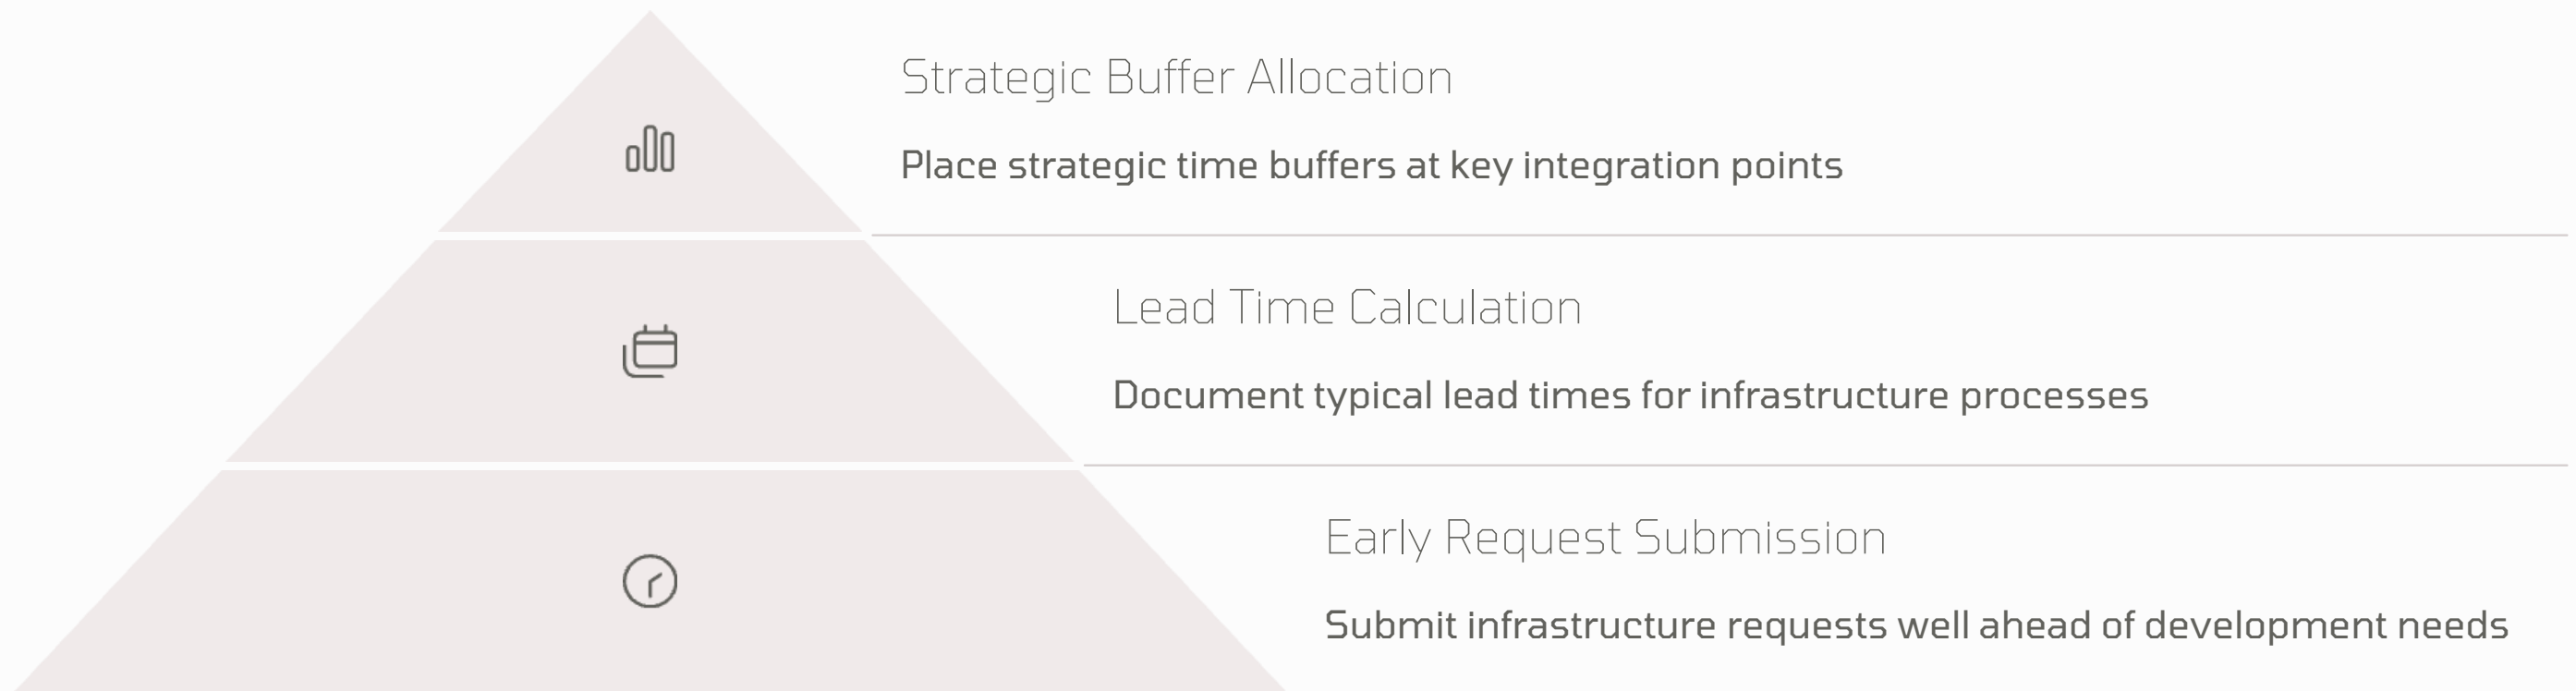 Strategic Buffer Allocation
Place strategic time buffers at key integration points
Lead Time Calculation
Document typical lead times for infrastructure processes
Early Request Submission
Submit infrastructure requests well ahead of development needs